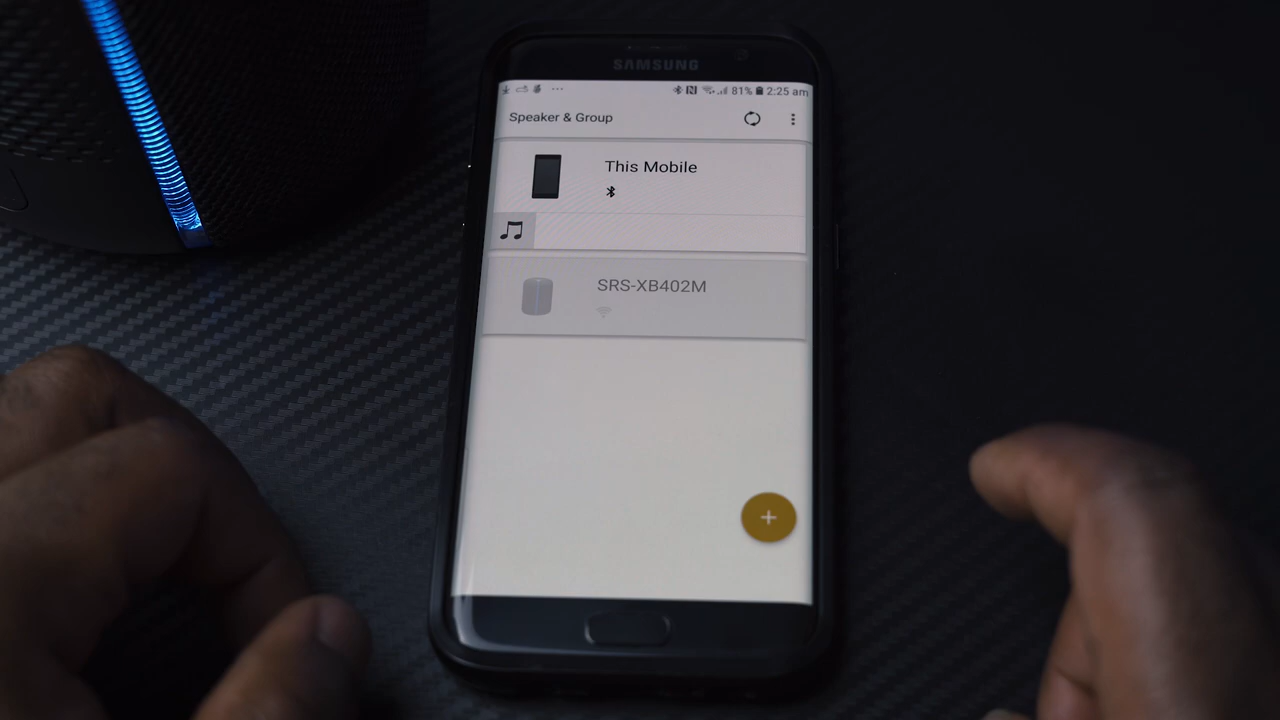 SAMSUNG
81% 2:25 am
Speaker & Group
This Mobile
SRS-XB402M